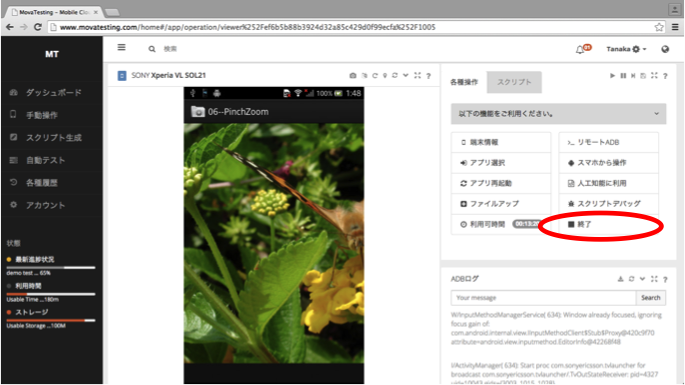 MovaTesting - Mobile Clou
www.movatesting.com/home#/app/operation/viewer%252Fef6b5b88b3924d32a85c429d0f99ecfa%252F1005
MT
検索
Tanaka
ダッシュボード
手動操作
スクリプト生成
自動テスト
各種履歴
アカウント
状態
最新進捗状況
demo test ... 65%
利用時間
Usable Time ...180m
ストレージ
Usable Storage ...100M
SONY Xperia VL SOL21
100%
1:48
06--PinchZoom
各種操作
スクリプト
以下の機能をご利用ください。
端末情報
リモートADB
アプリ選択
スマホから操作
アプリ再起動
人工知能に利用
ファイルアップ
スクリプトデバッグ
利用可時間
終了
ADBログ
Your message
Search
W/InputMethodManagerService( 634): Window already focused, ignoring
focus gain of:
com.android.internal.view.IInputMethodClient$Stub$Proxy@420c9f70
attribute=android.view.inputmethod.EditorInfo@42268f48
I/ActivityManager( 634): Start proc com.sonyericsson.tvlauncher for
broadcast com.sonyericsson.tvlauncher/.TvOutStateReceiver: pid=4327